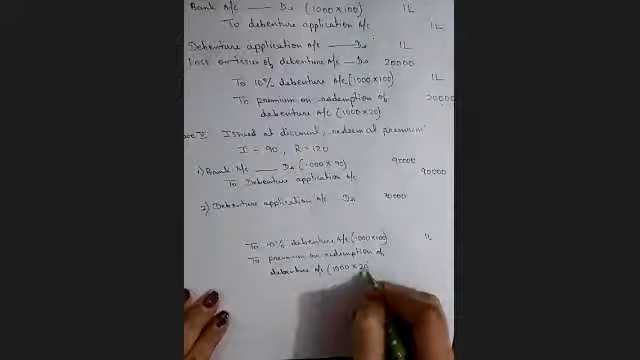 Bank A/c —— Dr (1000×100) 1L
To debenture application A/c 1L
Debenture application A/c —— Dr 1L
Loss on issue of debenture A/c — Dr 20000
To 10% debenture A/c (1000×100) 1L
To premium on redemption of 20000
debenture A/c (1000×20)
Issued at discount, redeem at premium
I = 90, R = 120
1) Bank A/c —— Dr (1000×90) 90000
To Debenture application A/c 90000
2) Debenture application A/c Dr
To 10% debenture A/c (1000×100) 1L
To premium on redemption of
debenture A/c (1000×20